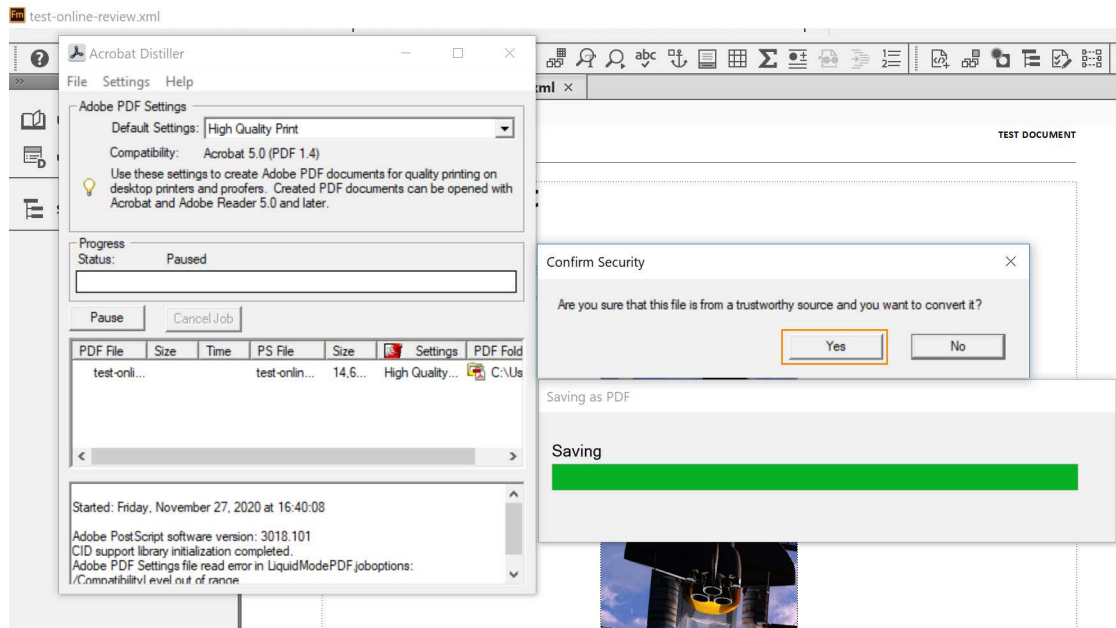 Fm test-online-review.xml
Acrobat Distiller
File Settings Help
Adobe PDF Settings
Default Settings: High Quality Print
Compatibility: Acrobat 5.0 (PDF 1.4)
Use these settings to create Adobe PDF documents for quality printing on
desktop printers and proofers. Created PDF documents can be opened with
Acrobat and Adobe Reader 5.0 and later.
Progress
Status: Paused
Pause Cancel Job
PDF File Size Time PS File Size Settings PDF Fold
test-onli... test-onlin... 14,6... High Quality... C:\Us
Started: Friday, November 27, 2020 at 16:40:08
Adobe PostScript software version: 3018.101
CID support library initialization completed.
Adobe PDF Settings file read error in LiquidModePDF.joboptions:
/CompatibilityLevel out of range
abc
ml ×
TEST DOCUMENT
Confirm Security
Are you sure that this file is from a trustworthy source and you want to convert it?
Yes No
Saving as PDF
Saving